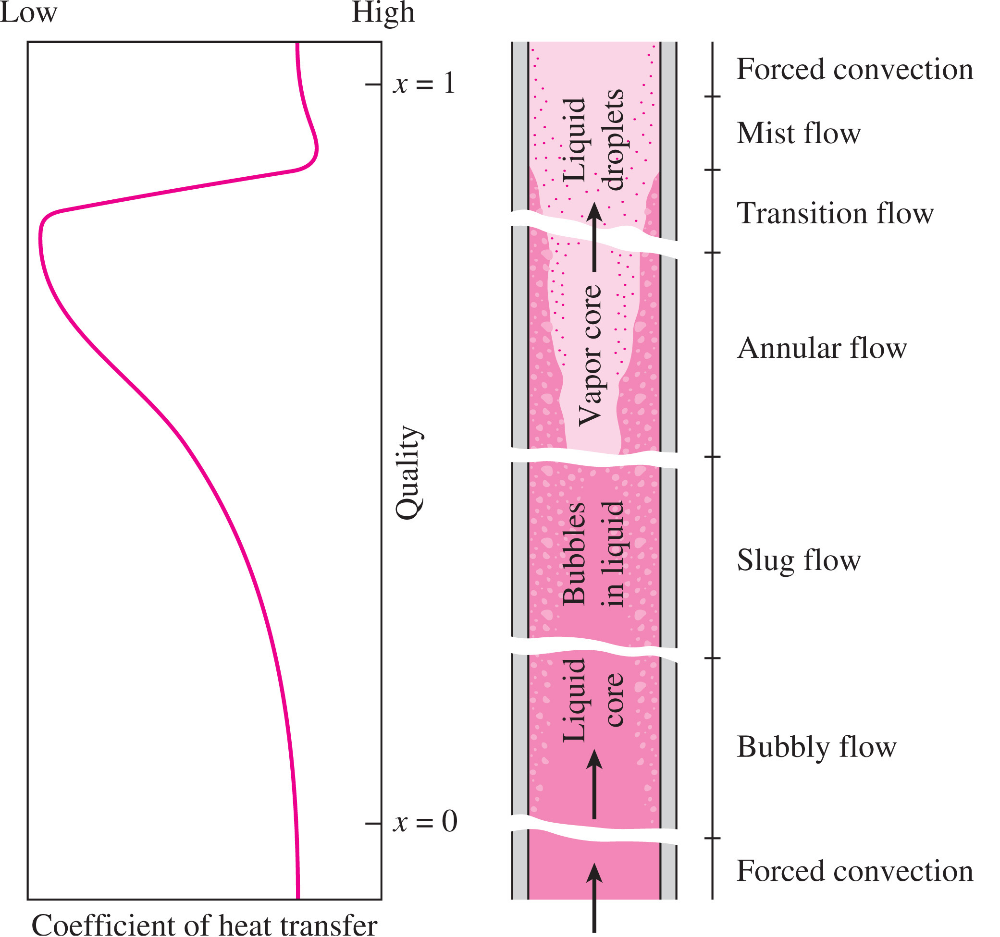 Low
High
x = 1
Quality
x = 0
Coefficient of heat transfer
Liquid
droplets
Vapor core
Bubbles
in liquid
Liquid
core
Forced convection
Mist flow
Transition flow
Annular flow
Slug flow
Bubbly flow
Forced convection